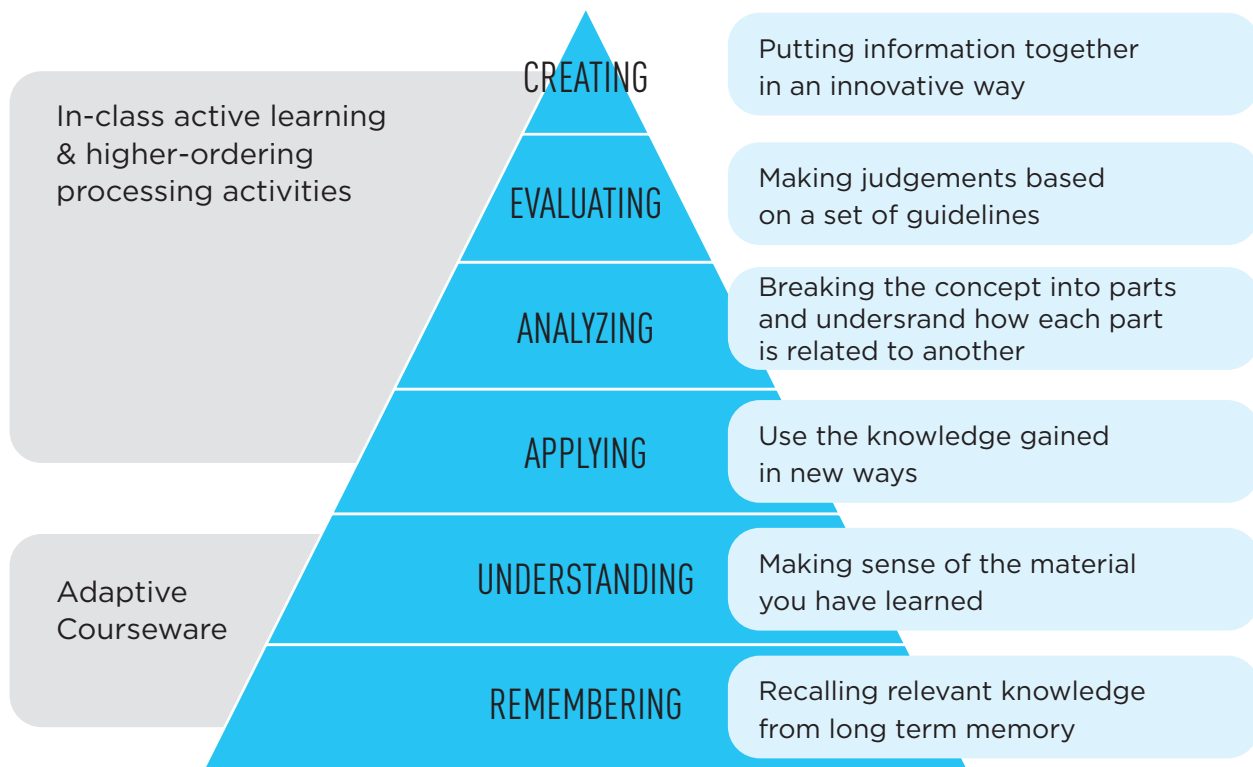 CREATING
Putting information together
in an innovative way
In-class active learning
& higher-ordering
processing activities
EVALUATING
Making judgements based
on a set of guidelines
ANALYZING
Breaking the concept into parts
and undersrand how each part
is related to another
APPLYING
Use the knowledge gained
in new ways
Adaptive
Courseware
UNDERSTANDING
Making sense of the material
you have learned
REMEMBERING
Recalling relevant knowledge
from long term memory